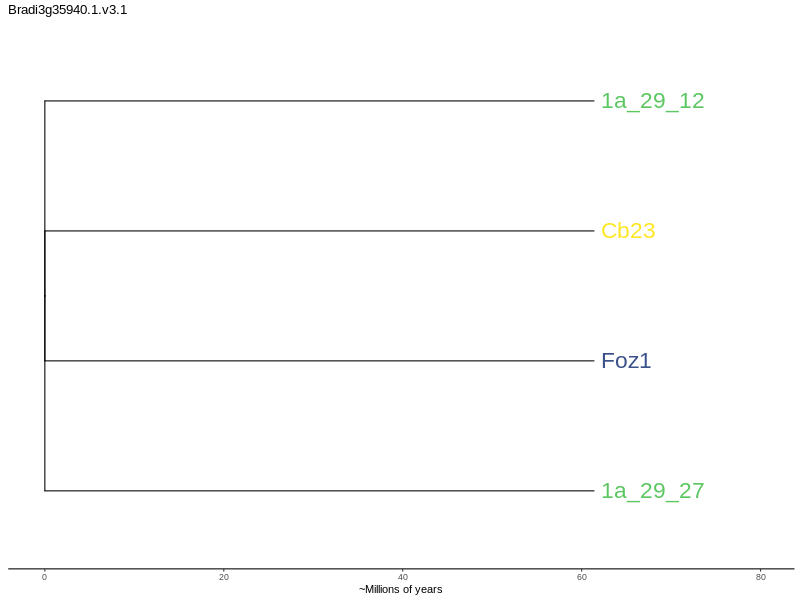 Bradi3g35940.1.v3.1
1a_29_12
Cb23
Foz1
1a_29_27
0 20 40 60 80
~Millions of years